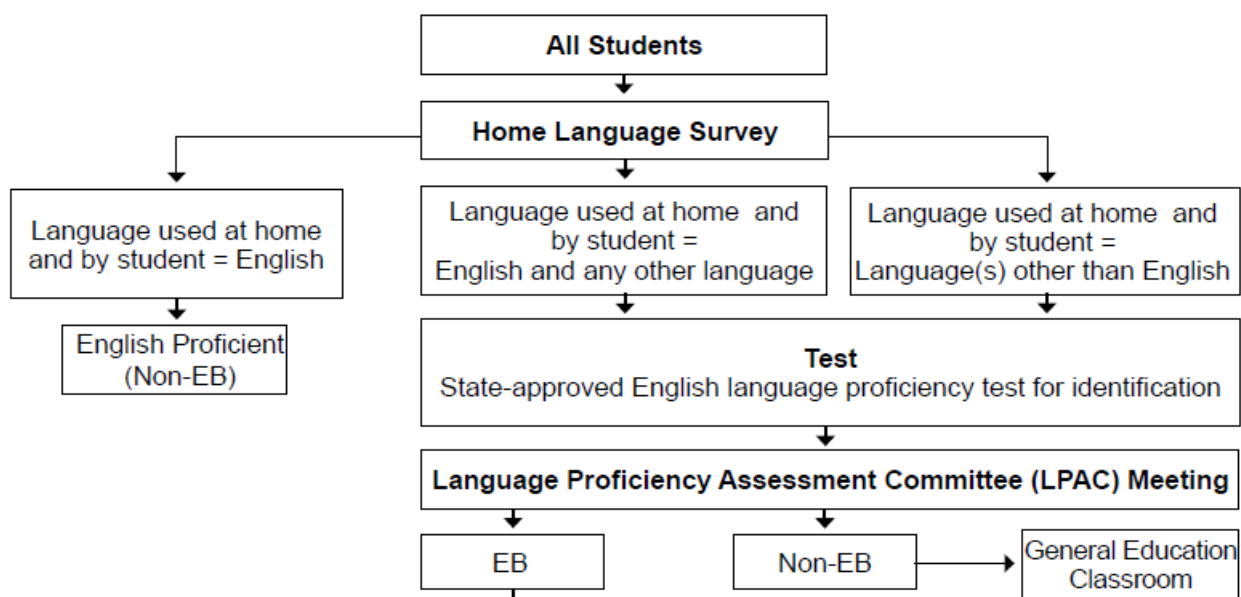 All Students
Home Language Survey
Language used at home
and by student = English
Language used at home and
by student =
English and any other language
Language used at home and
by student =
Language(s) other than English
English Proficient
(Non-EB)
Test
State-approved English language proficiency test for identification
Language Proficiency Assessment Committee (LPAC) Meeting
EB
Non-EB
General Education
Classroom